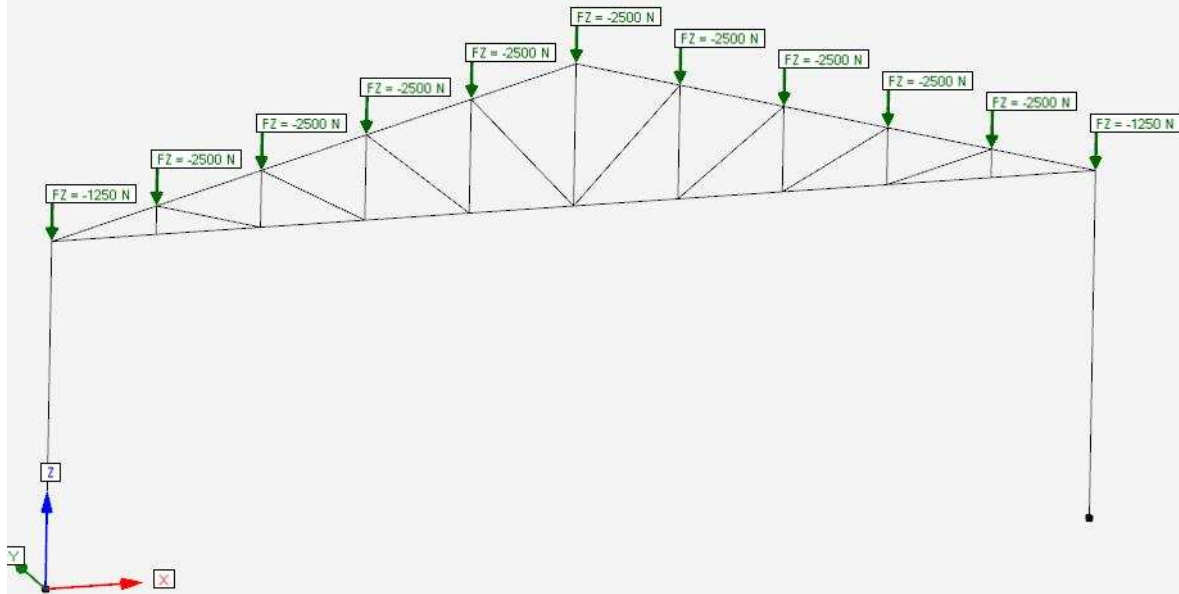 FZ = -2500 N
FZ = -2500 N
FZ = -2500 N
FZ = -2500 N
FZ = -2500 N
FZ = -2500 N
FZ = -2500 N
FZ = -2500 N
FZ = -2500 N
FZ = -1250 N
FZ = -1250 N
Z
Y
X